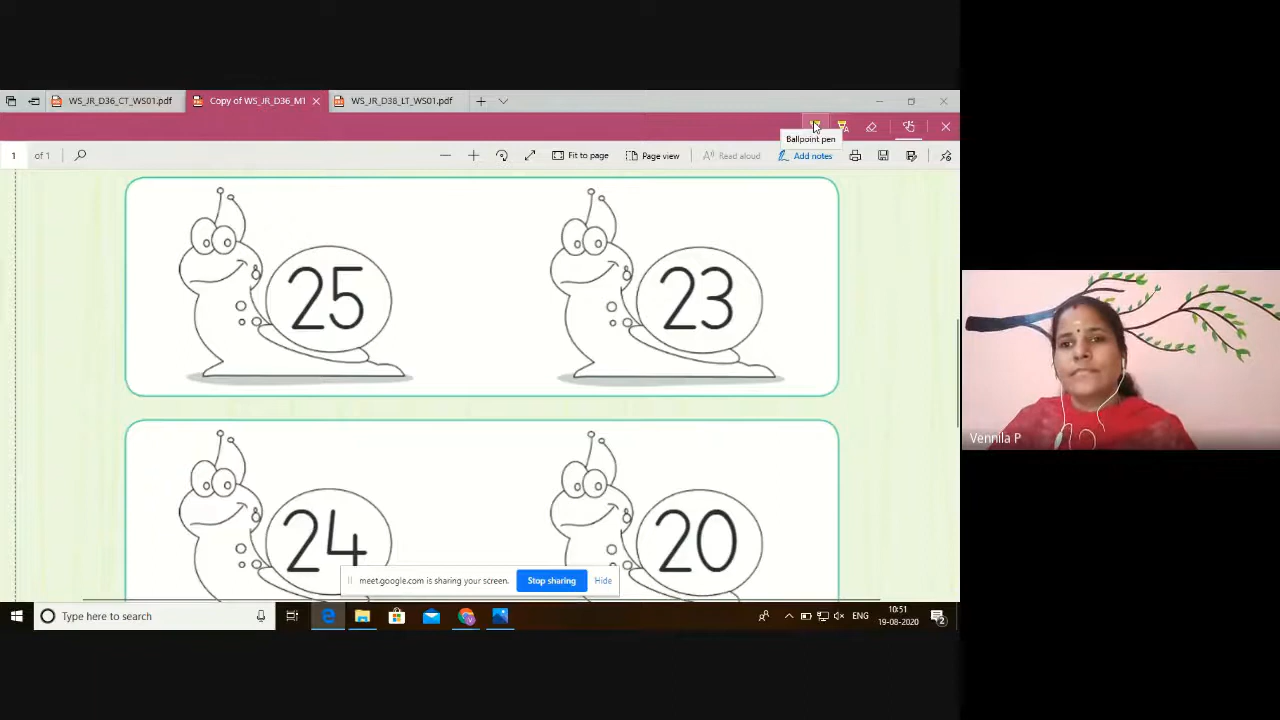 WS_JR_D36_CT_WS01.pdf
Copy of WS_JR_D36_M1
WS_JR_D36_LT_WS01.pdf
Ballpoint pen
1 of 1
Fit to page
Page view
Read aloud
Add notes
25
23
24
20
Vennila P
meet.google.com is sharing your screen.
Stop sharing
Hide
Type here to search
ENG
10:51
19-08-2020
2